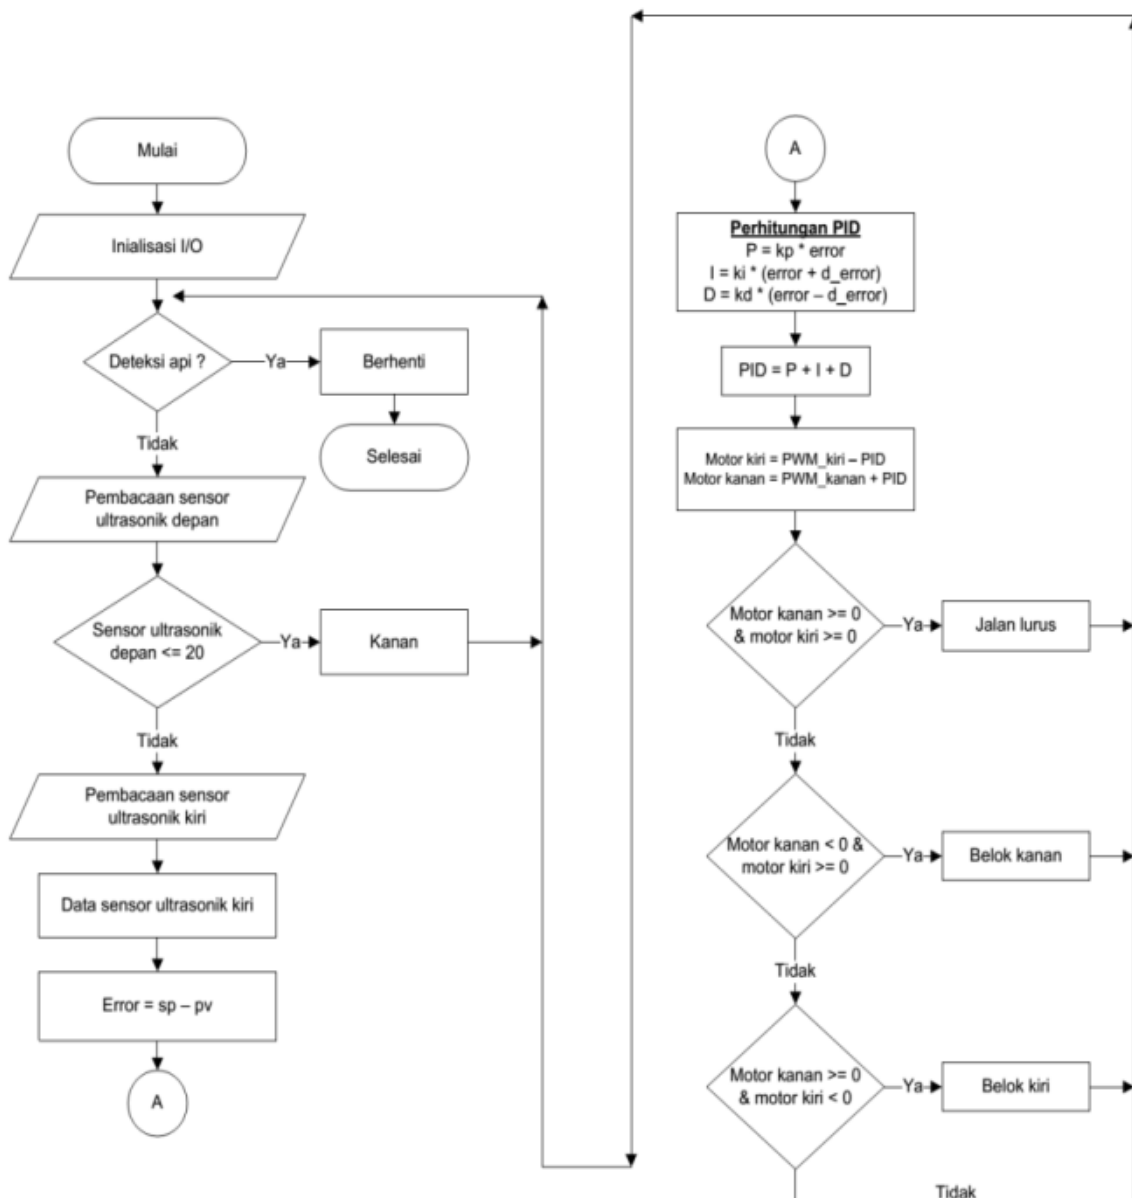 Mulai
Inialisasi I/O
Deteksi api ?
Ya
Berhenti
Selesai
Tidak
Pembacaan sensor
ultrasonik depan
Sensor ultrasonik
depan <= 20
Ya
Kanan
Tidak
Pembacaan sensor
ultrasonik kiri
Data sensor ultrasonik kiri
Error = sp – pv
A
A
Perhitungan PID
P = kp * error
I = ki * (error + d_error)
D = kd * (error – d_error)
PID = P + I + D
Motor kiri = PWM_kiri – PID
Motor kanan = PWM_kanan + PID
Motor kanan >= 0
& motor kiri >= 0
Ya
Jalan lurus
Tidak
Motor kanan < 0 &
motor kiri >= 0
Ya
Belok kanan
Tidak
Motor kanan >= 0
& motor kiri < 0
Ya
Belok kiri
Tidak